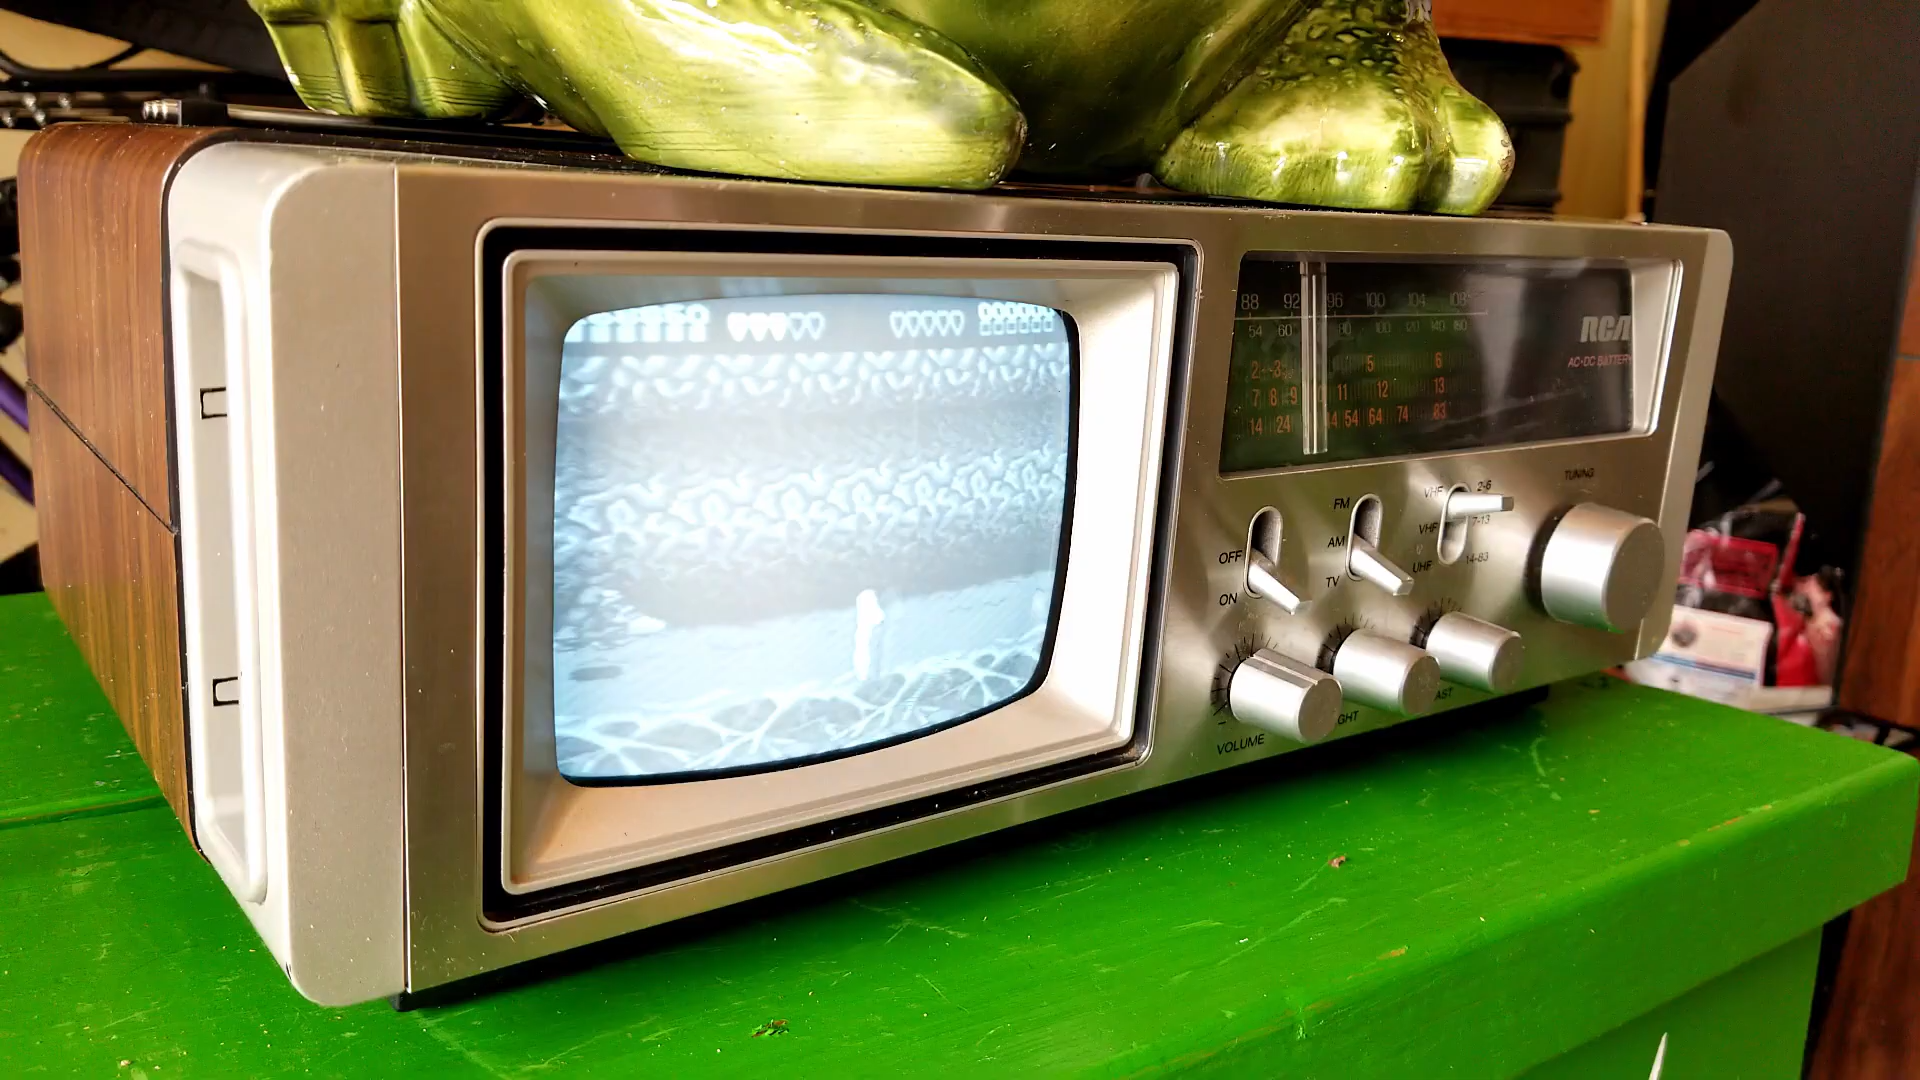 88 92 96 100 104 108
54 60 80 100 120 140 160
2 3 5 6
7 8 9 11 12 13
14 24 54 64 74 83
RCA
AC•DC BATTERY
TUNING
OFF
ON
FM
AM
TV
VHF 2-6
VHF 7-13
UHF 14-83
VOLUME
000000